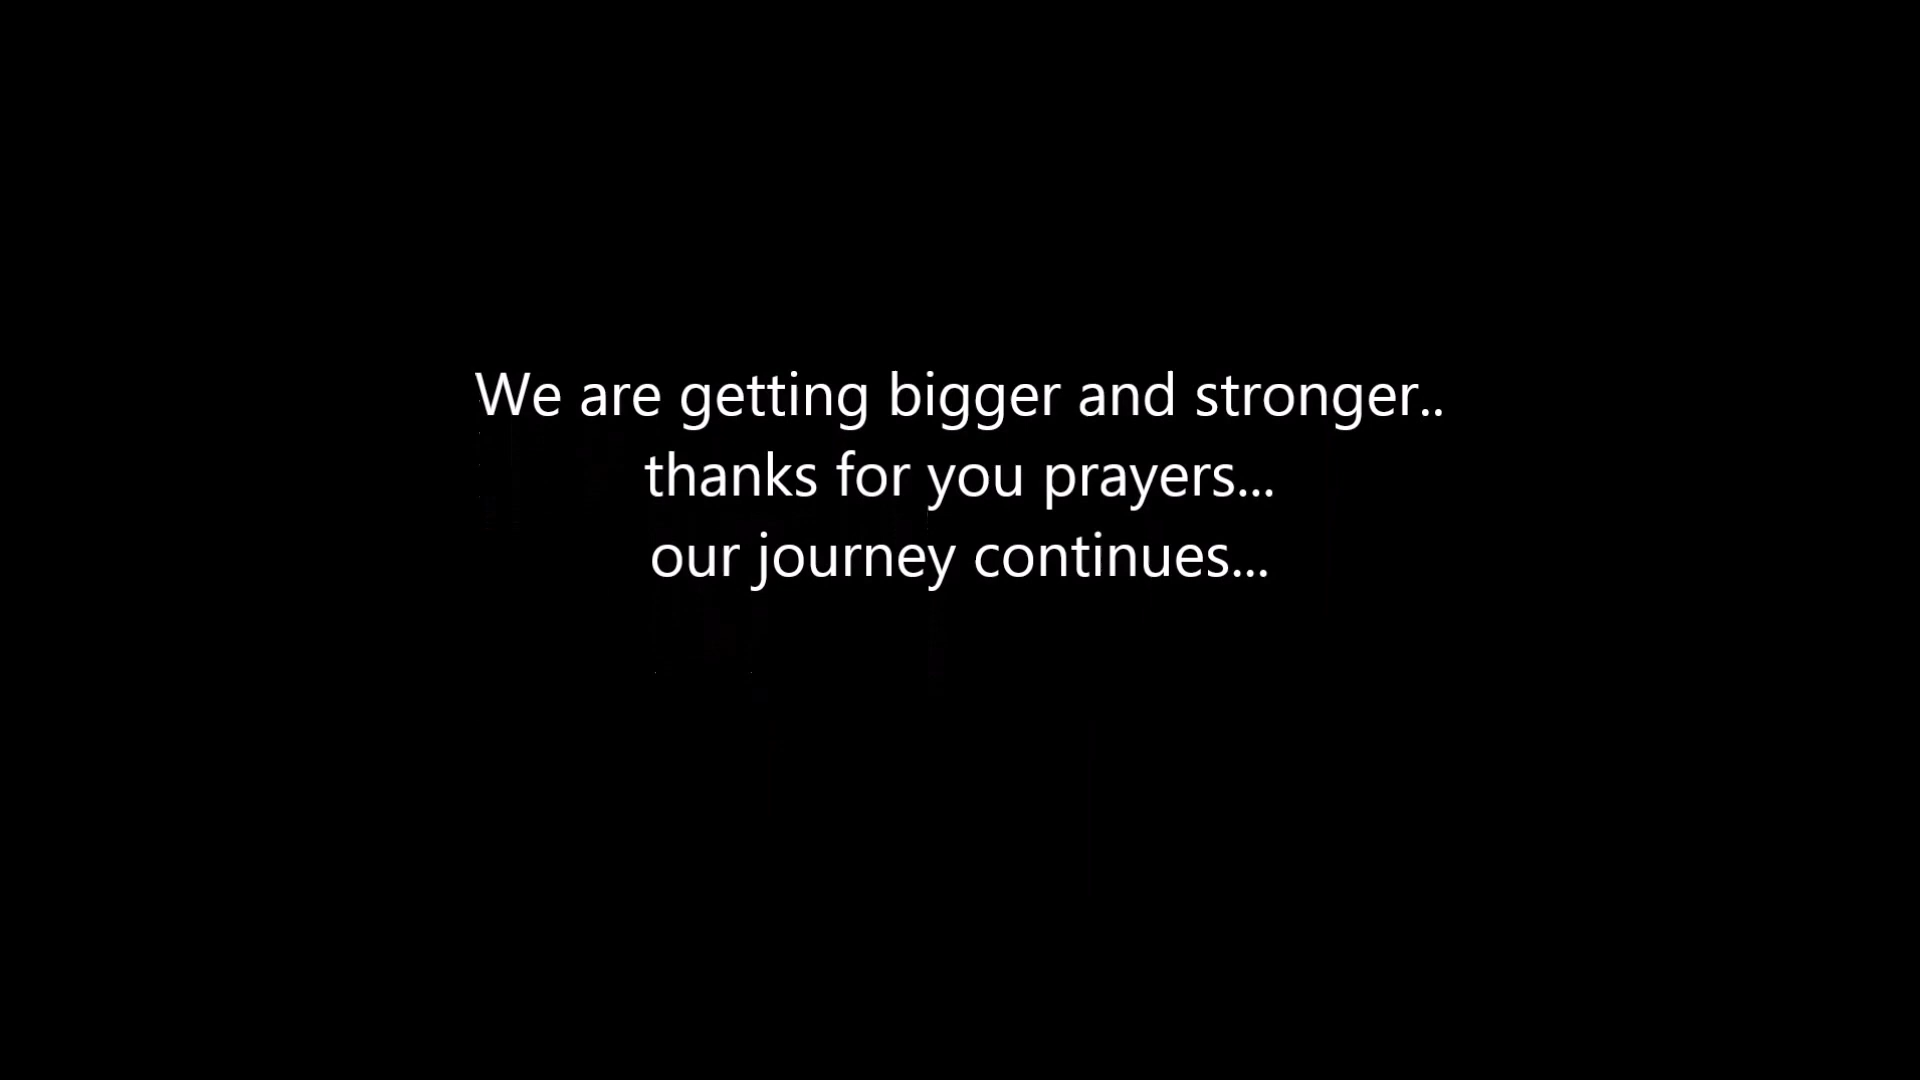 We are getting bigger and stronger..
thanks for you prayers...
our journey continues...